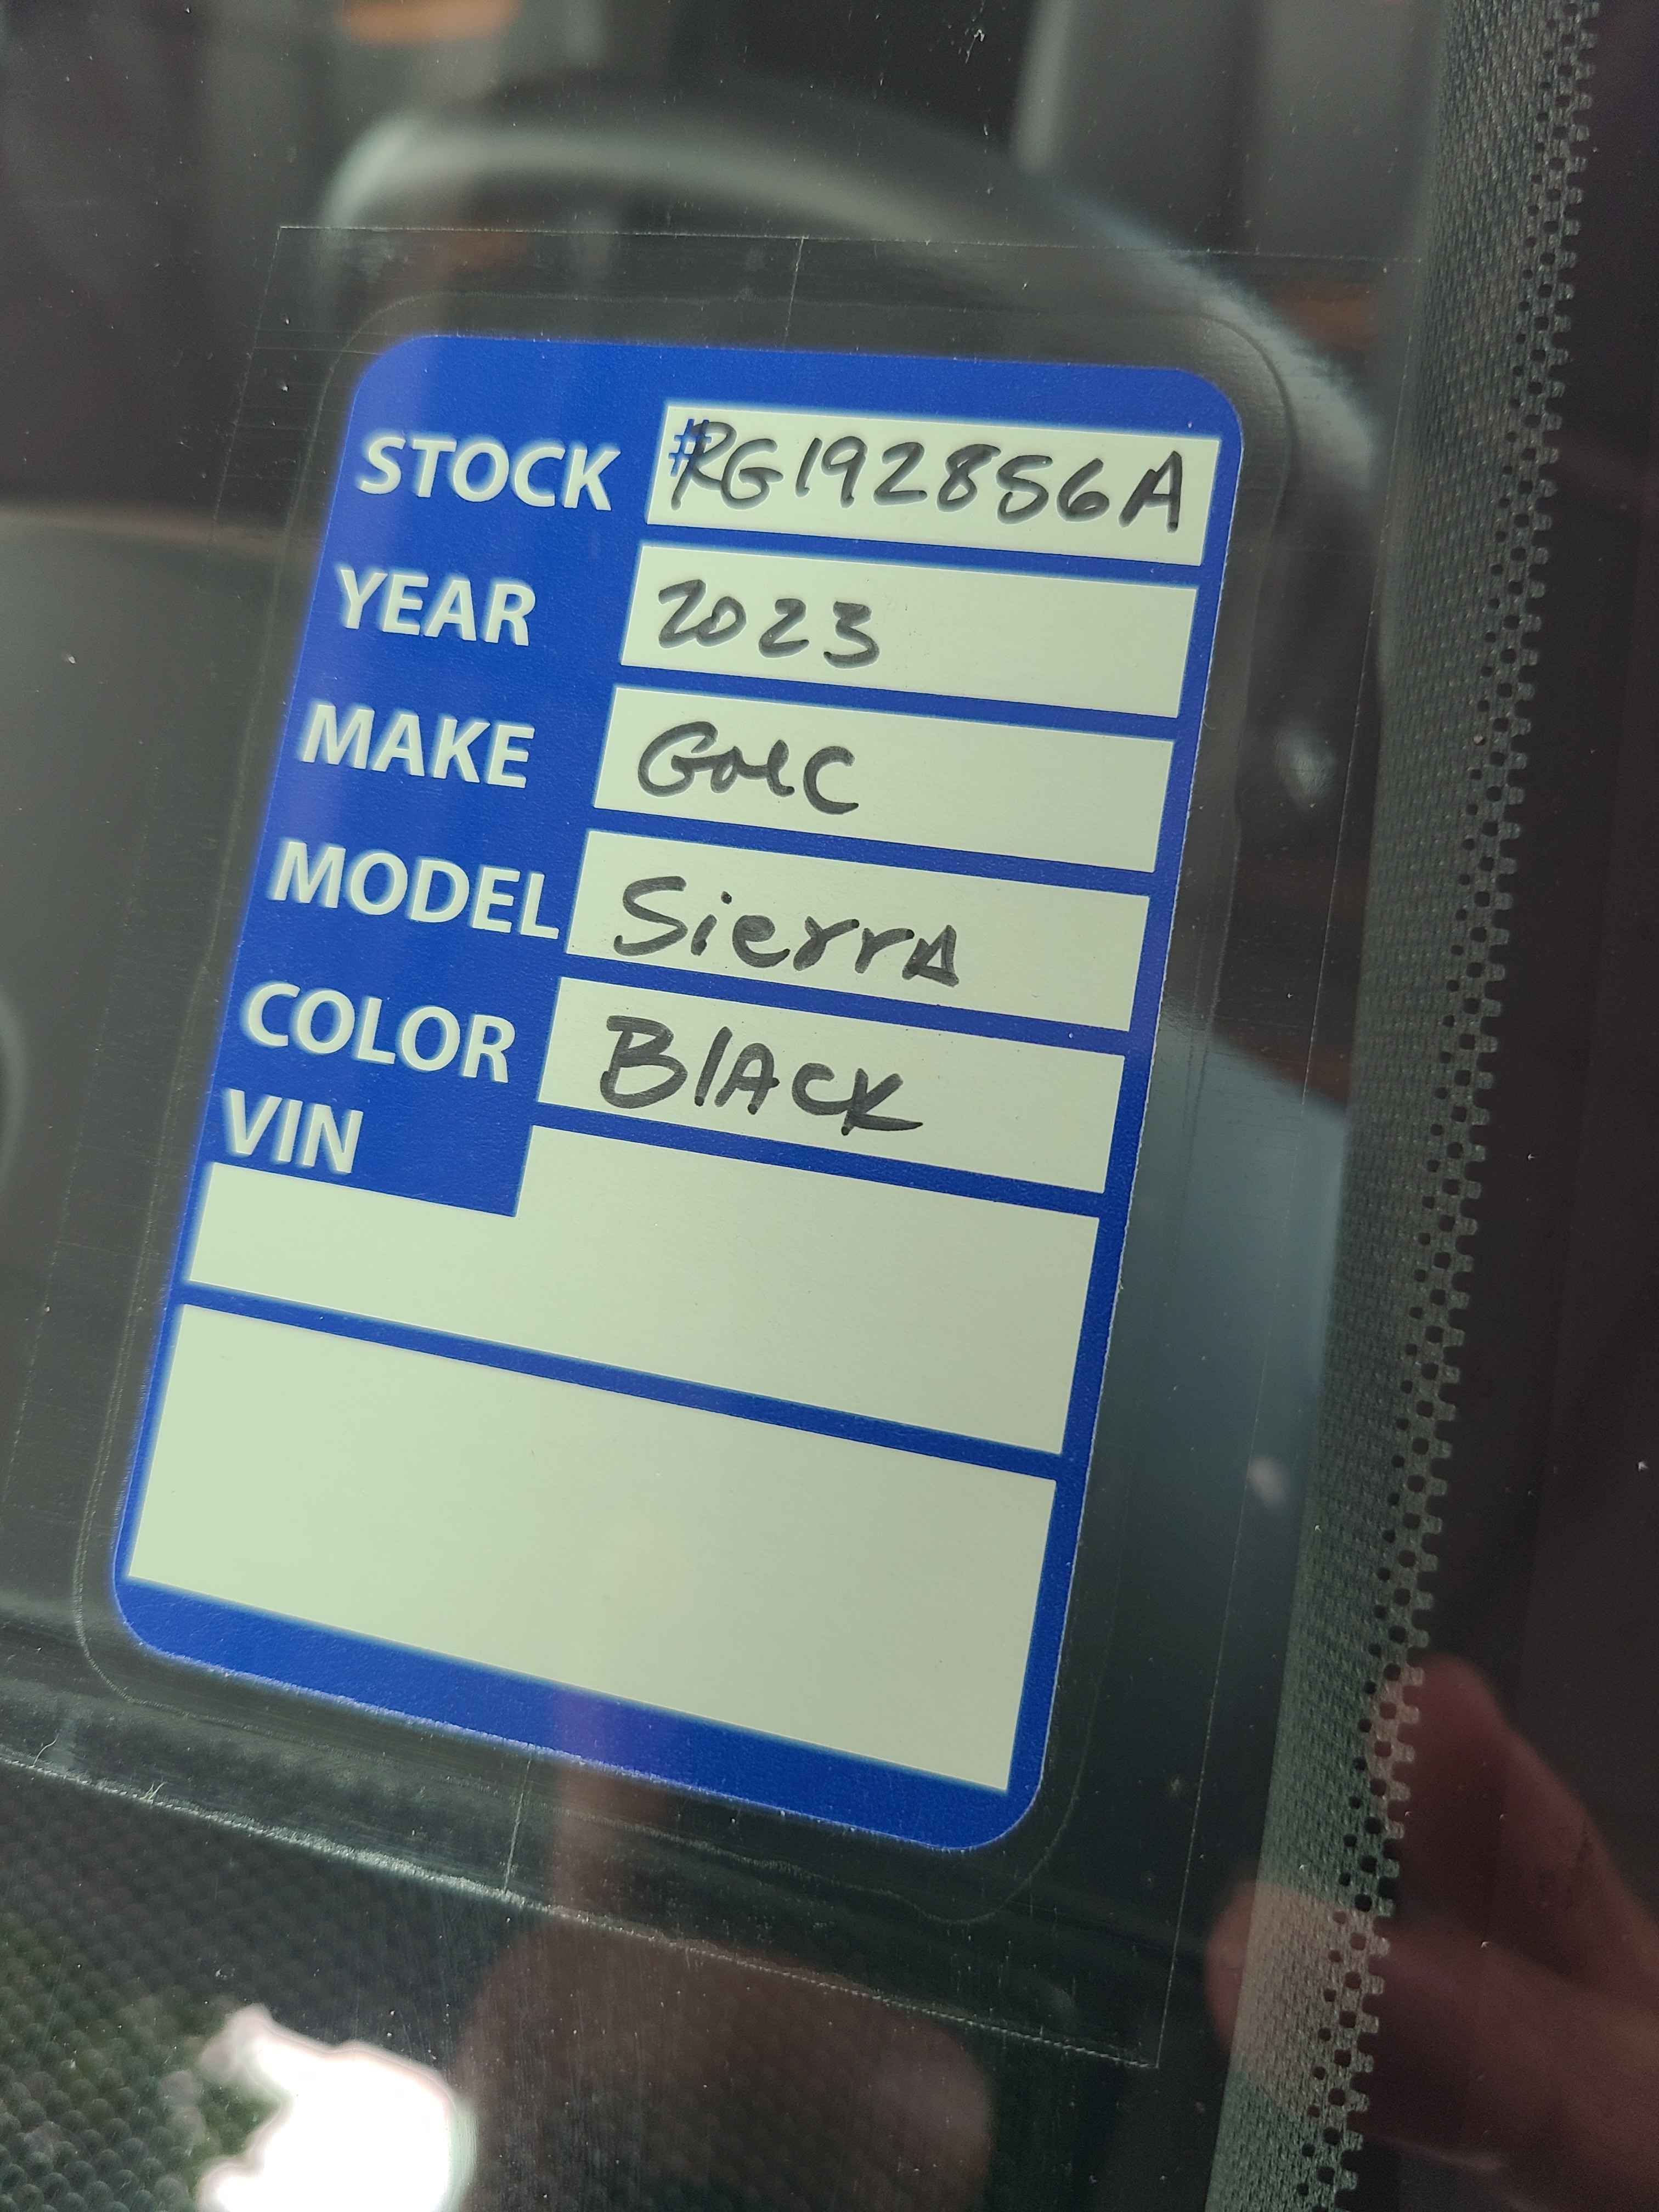 STOCK #RG192856A
YEAR 2023
MAKE GMC
MODEL Sierra
COLOR BlACK
VIN